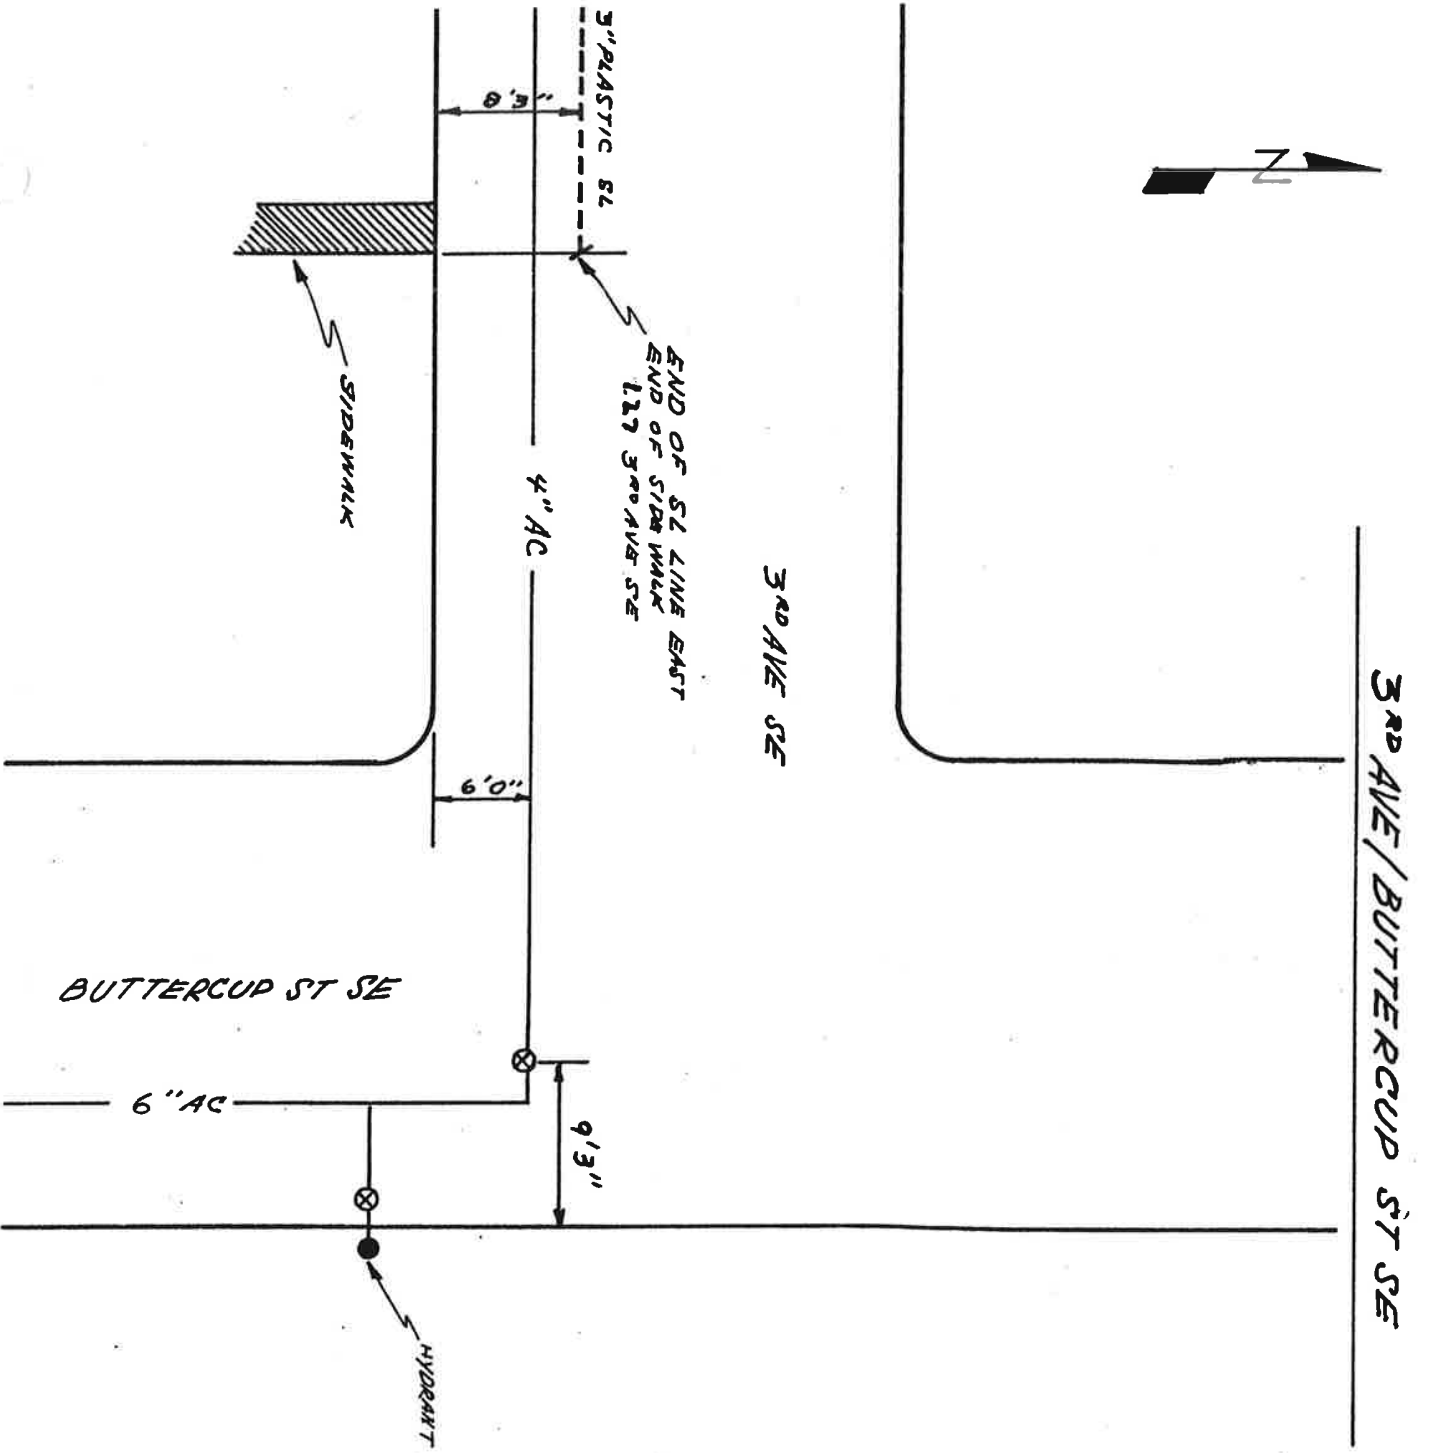 3RD AVE/BUTTERCUP ST SE
N
3RD AVE SE
3" PLASTIC SL
END OF SL LINE EAST
END OF SIDEWALK
3RD AVE SE
8'3"
4" AC
6'0"
9'3"
SIDEWALK
HYDRANT
BUTTERCUP ST SE
6" AC